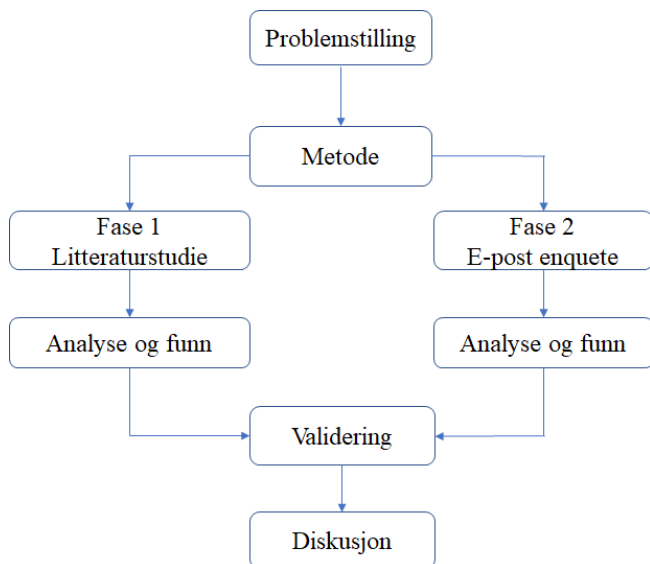 Problemstilling
Metode
Fase 1
Litteraturstudie
Fase 2
E-post enquete
Analyse og funn
Analyse og funn
Validering
Diskusjon